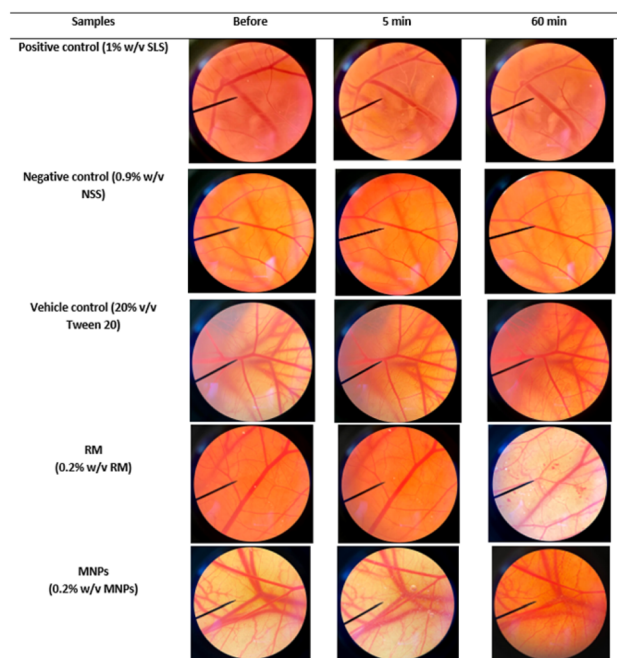 Samples Before 5 min 60 min
Positive control (1% w/v SLS)
Negative control (0.9% w/v
NSS)
Vehicle control (20% v/v
Tween 20)
RM
(0.2% w/v RM)
MNPs
(0.2% w/v MNPs)